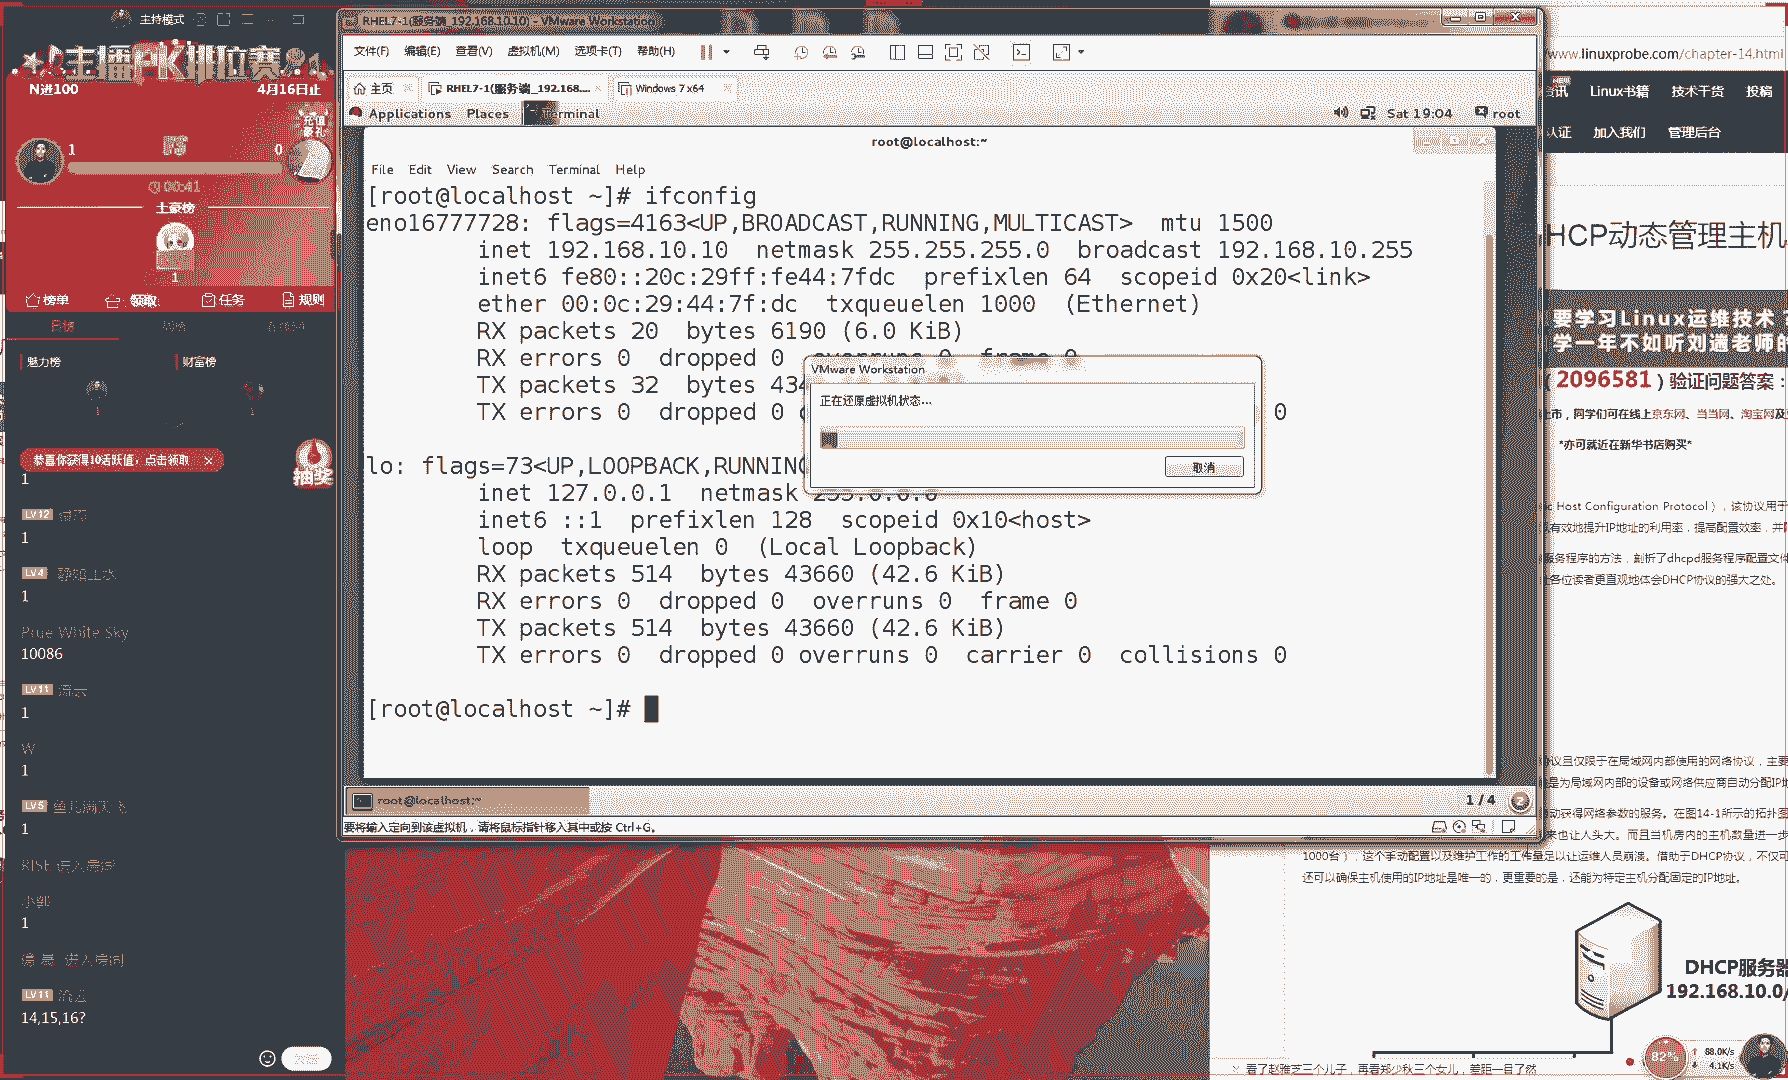 主持模式
主播PK排位赛
N进100
4月16日止
1
0
00:41
土豪榜
1
榜单
领取
任务
规则
日榜
魅力榜
财富榜
1
1
恭喜你获得10活跃值，点击领取
抽奖
1
LV12
1
LV4
1
Prue White Sky
10086
LV11
1
W
1
LV5
1
RISE 进入房间
小郭
1
进入房间
LV11
14,15,16?
RHEL7-1(服务端_192.168.10.10) - VMware Workstation
文件(F) 编辑(E) 查看(V) 虚拟机(M) 选项卡(T) 帮助(H)
主页
RHEL7-1(服务端_192.168....
Windows 7 x64
Applications Places Terminal
Sat 19:04
root
root@localhost:~
File Edit View Search Terminal Help
[root@localhost ~]# ifconfig
eno16777728: flags=4163<UP,BROADCAST,RUNNING,MULTICAST>  mtu 1500
inet 192.168.10.10  netmask 255.255.255.0  broadcast 192.168.10.255
inet6 fe80::20c:29ff:fe44:7fdc  prefixlen 64  scopeid 0x20<link>
ether 00:0c:29:44:7f:dc  txqueuelen 1000  (Ethernet)
RX packets 20  bytes 6190 (6.0 KiB)
RX errors 0  dropped 0  overruns 0  frame 0
TX packets 32  bytes 434
TX errors 0  dropped 0 0
lo: flags=73<UP,LOOPBACK,RUNNING
inet 127.0.0.1  netmask 255.0.0.0
inet6 ::1  prefixlen 128  scopeid 0x10<host>
loop  txqueuelen 0  (Local Loopback)
RX packets 514  bytes 43660 (42.6 KiB)
RX errors 0  dropped 0  overruns 0  frame 0
TX packets 514  bytes 43660 (42.6 KiB)
TX errors 0  dropped 0 overruns 0  carrier 0  collisions 0
[root@localhost ~]#
VMware Workstation
正在还原虚拟机状态...
取消
root@localhost:~
1 / 4
要将输入定向到该虚拟机，请将鼠标指针移入其中或按 Ctrl+G。
www.linuxprobe.com/chapter-14.html
资讯 Linux书籍 技术干货 投稿
NEW
认证 加入我们 管理后台
HCP动态管理主机
要学习Linux运维技术？
学一年不如听刘遄老师的
（2096581）验证问题答案：
上市，同学们可在线上京东网、当当网、淘宝网及
*亦可就近在新华书店购买*
ic Host Configuration Protocol），该协议用于
有效地提升IP地址的利用率，提高配置效率，并
服务程序的方法，剖析了dhcpd服务程序配置文件
各位读者更直观地体会DHCP协议的强大之处。
议且仅限于在局域网内部使用的网络协议，主要
是为局域网内部的设备或网络供应商自动分配IP地
动获得网络参数的服务。在图14-1所示的拓扑图
来也让人头大。而且当机房内的主机数量进一步
1000台），这个手动配置以及维护工作的工作量足以让运维人员崩溃。借助于DHCP协议，不仅可
还可以确保主机使用的IP地址是唯一的，更重要的是，还能为特定主机分配固定的IP地址。
DHCP服务器
192.168.10.0/
82%
88.0K/s
4.1K/s
看了赵雅芝三个儿子，再看郑少秋三个女儿，差距一目了然